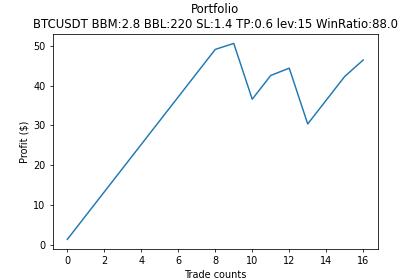 Portfolio
BTCUSDT BBM:2.8 BBL:220 SL:1.4 TP:0.6 lev:15 WinRatio:88.0
50
40
30
20
10
0
Profit ($)
0 2 4 6 8 10 12 14 16
Trade counts